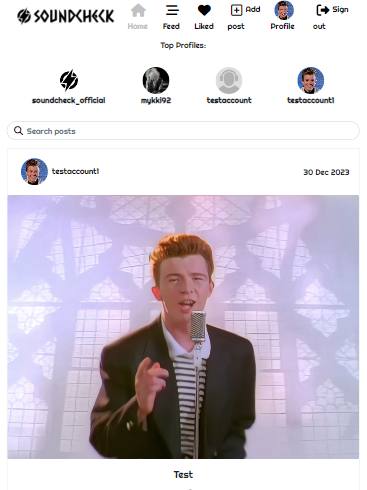 SOUNDCHECK
Home
Feed
Liked
Add post
Profile
Sign out
Top Profiles:
soundcheck_official
mykkl92
testaccount
testaccount1
Search posts
testaccount1
30 Dec 2023
Test